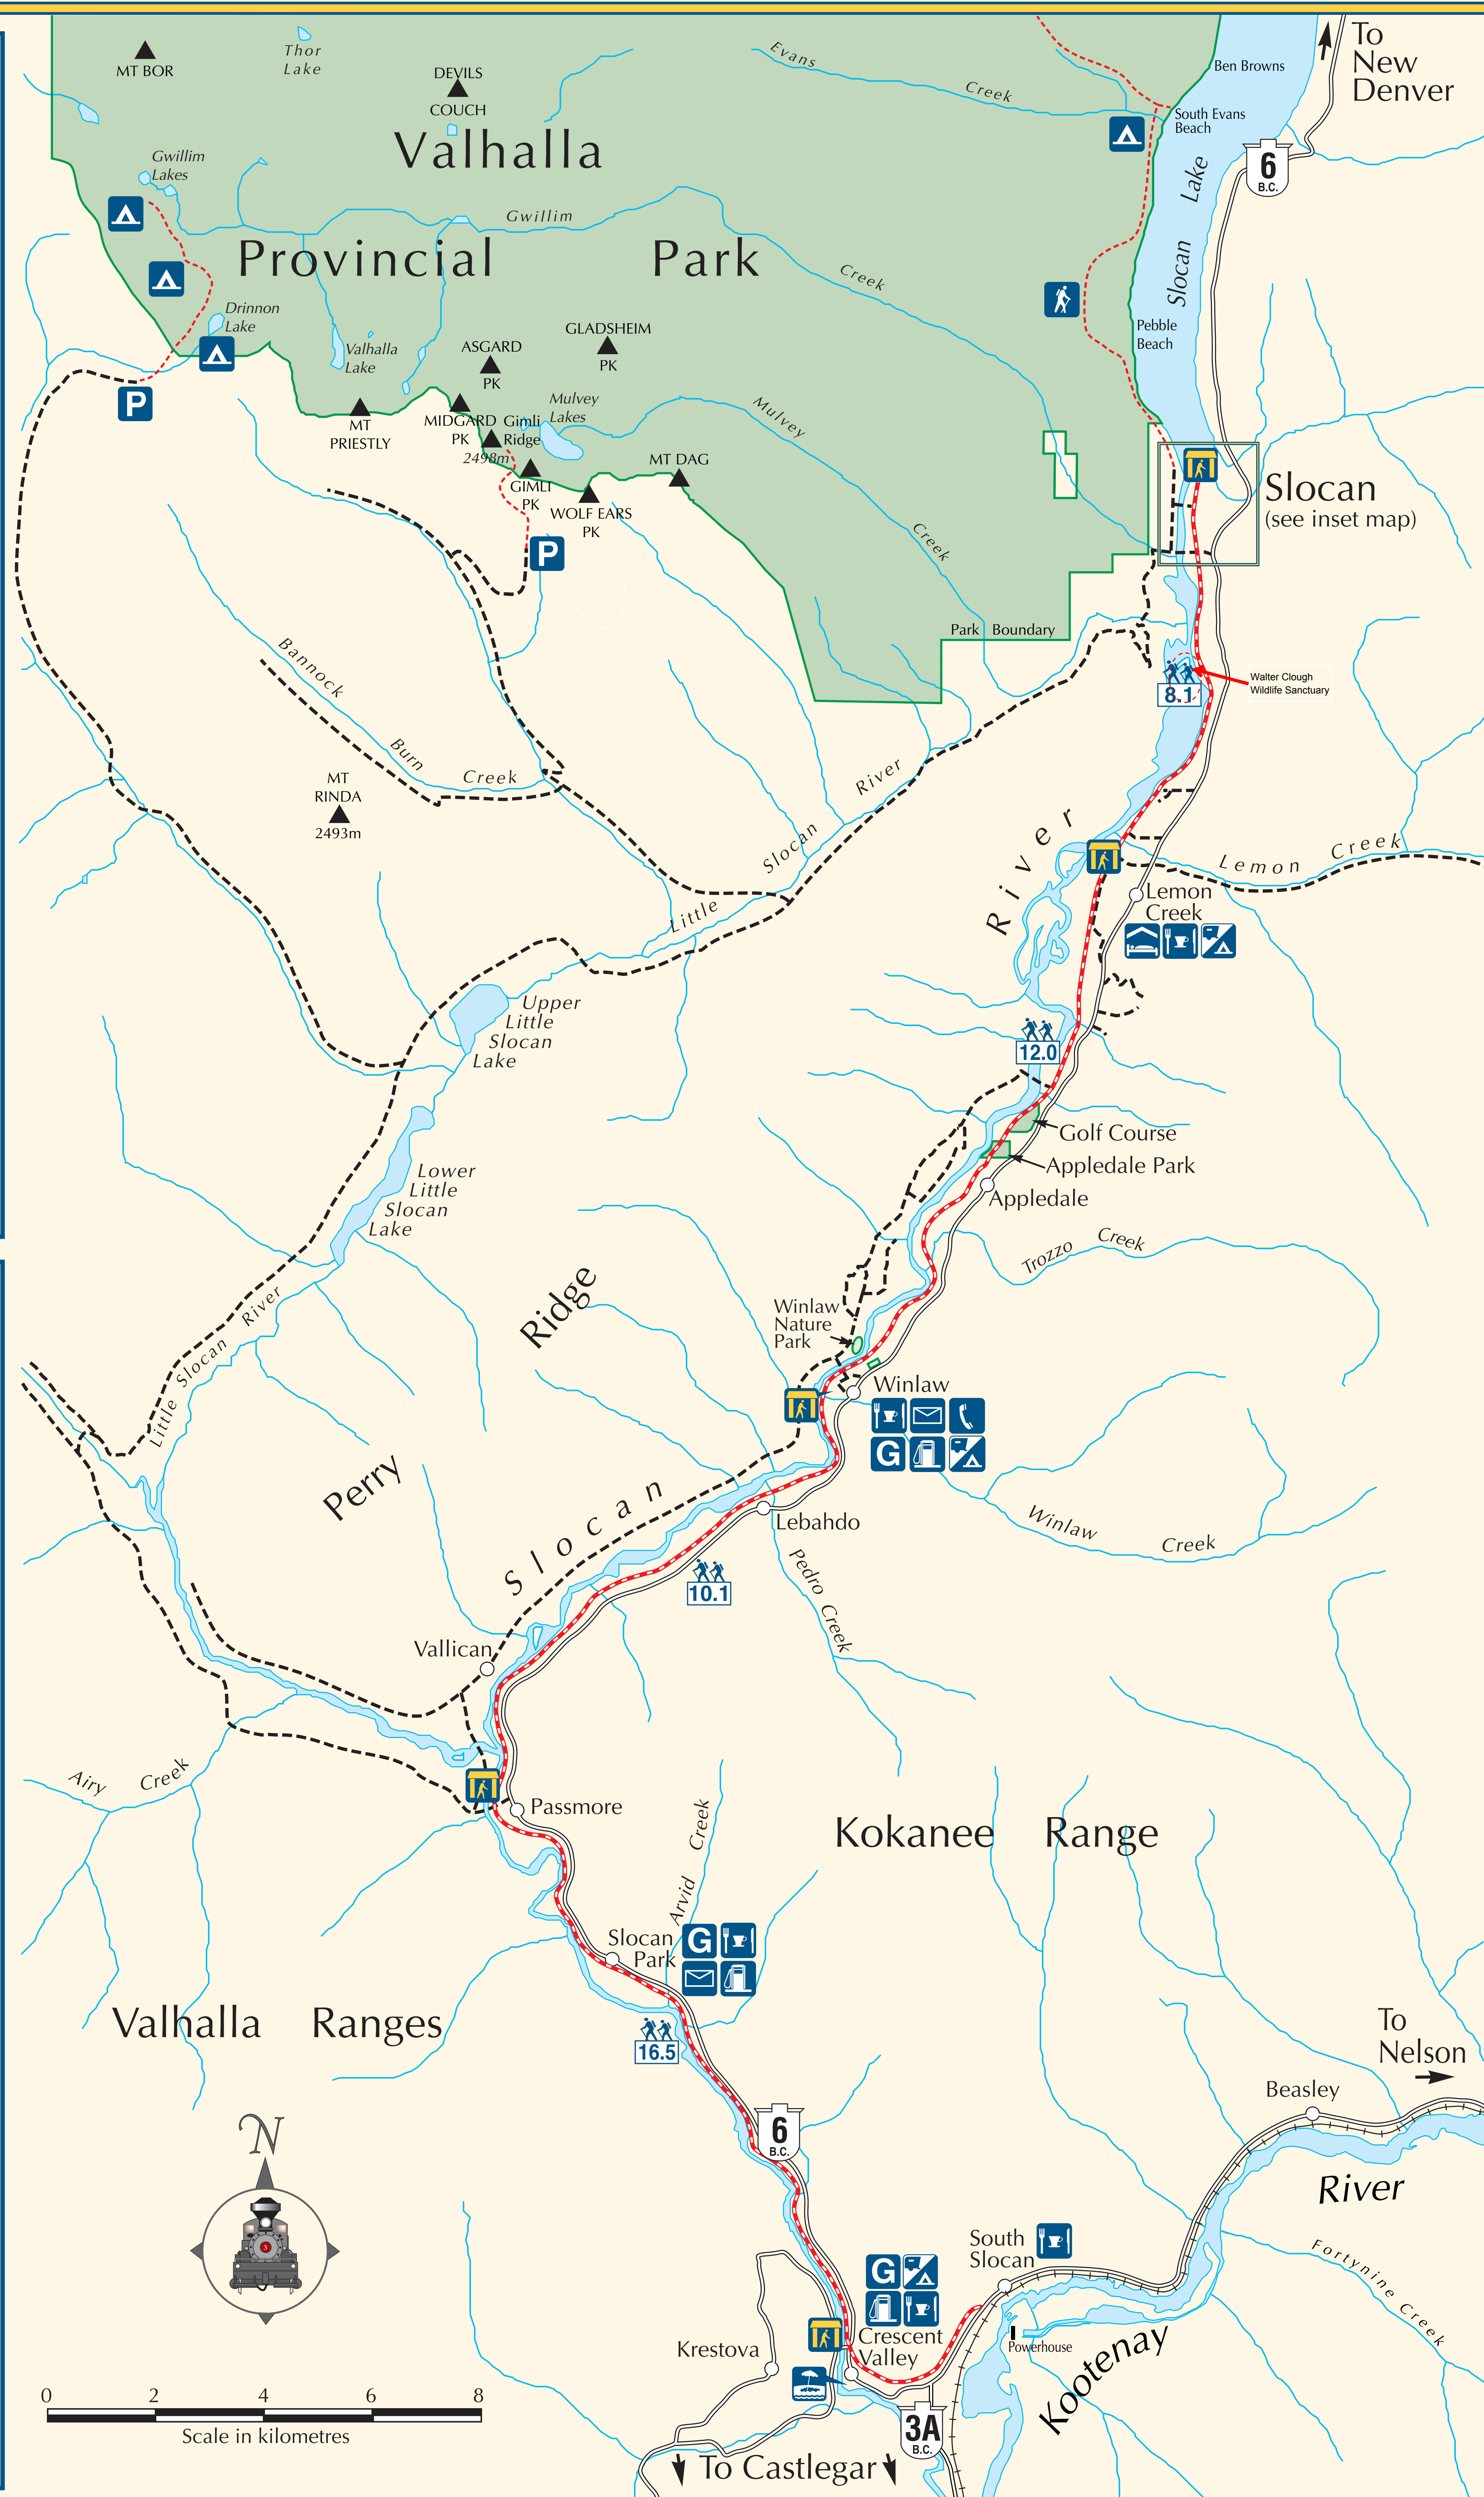 To
New
Denver
Thor
Lake
MT BOR
DEVILS
COUCH
Evans
Creek
Ben Browns
South Evans
Beach
Valhalla
Provincial Park
6
B.C.
Gwillim
Lakes
Gwillim
Creek
Slocan Lake
Drinnon
Lake
Valhalla
Lake
GLADSHEIM
PK
ASGARD
PK
Pebble
Beach
P
MT
PRIESTLY
MIDGARD
PK
Gimli
Ridge
2498m
Mulvey
Lakes
Mulvey
Creek
MT DAG
GIMLI
PK
WOLF EARS
PK
P
Slocan
(see inset map)
Park Boundary
Walter Clough
Wildlife Sanctuary
8.1
Bannock
Burn
Creek
MT
RINDA
2493m
Little Slocan River
River
Lemon Creek
Lemon
Creek
Upper
Little
Slocan
Lake
12.0
Golf Course
Appledale Park
Appledale
Lower
Little
Slocan
Lake
Trozzo Creek
Little Slocan River
Perry Ridge
Winlaw
Nature
Park
Winlaw
G
Slocan
Lebahdo
Winlaw Creek
10.1
Pedro Creek
Vallican
Airy Creek
Passmore
Kokanee Range
Arvid Creek
Slocan
Park
G
Valhalla Ranges
16.5
To
Nelson
Beasley
N
3
6
B.C.
River
South
Slocan
Fortynine Creek
G
Crescent
Valley
Krestova
Powerhouse
Kootenay
0 2 4 6 8
Scale in kilometres
3A
B.C.
To Castlegar